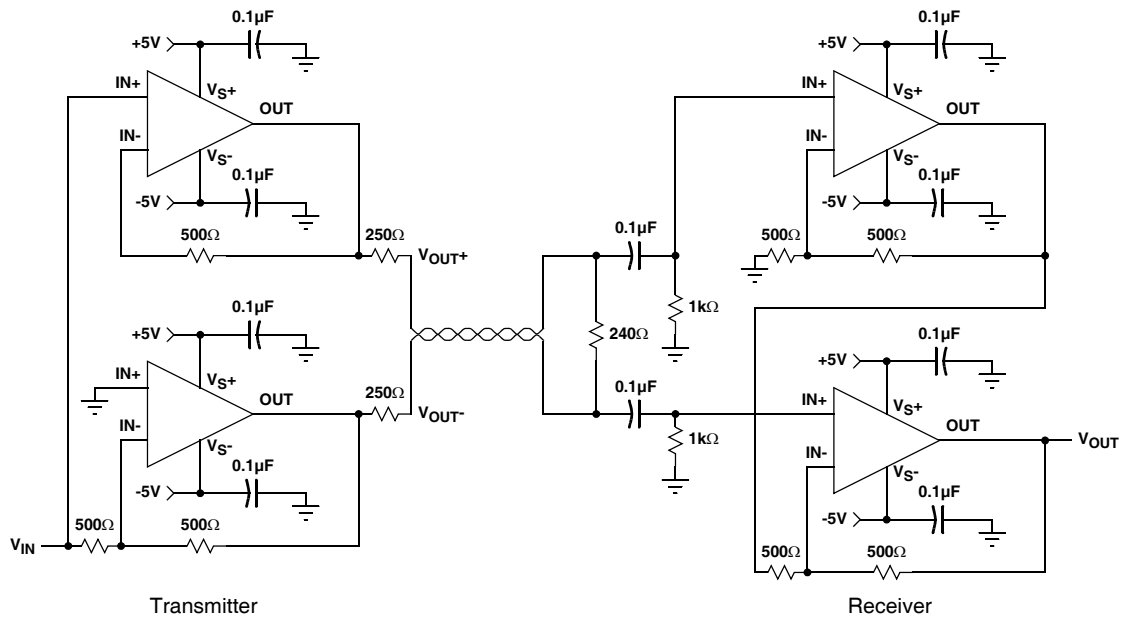 0.1µF
+5V
IN+
VS+
OUT
IN-
VS-
0.1µF
-5V
500Ω
250Ω
VOUT+
0.1µF
+5V
IN+
VS+
OUT
IN-
VS-
250Ω
VOUT-
0.1µF
-5V
500Ω
500Ω
VIN
Transmitter
0.1µF
240Ω
1kΩ
0.1µF
1kΩ
0.1µF
+5V
IN+
VS+
OUT
IN-
VS-
0.1µF
-5V
500Ω
500Ω
0.1µF
+5V
IN+
VS+
OUT
VOUT
IN-
VS-
0.1µF
-5V
500Ω
500Ω
Receiver